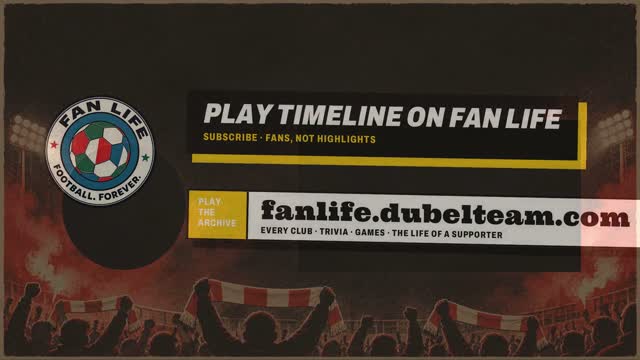 FAN LIFE
FOOTBALL. FOREVER.
PLAY TIMELINE ON FAN LIFE
SUBSCRIBE · FANS, NOT HIGHLIGHTS
PLAY
THE
ARCHIVE
fanlife.dubelteam.com
EVERY CLUB · TRIVIA · GAMES · THE LIFE OF A SUPPORTER